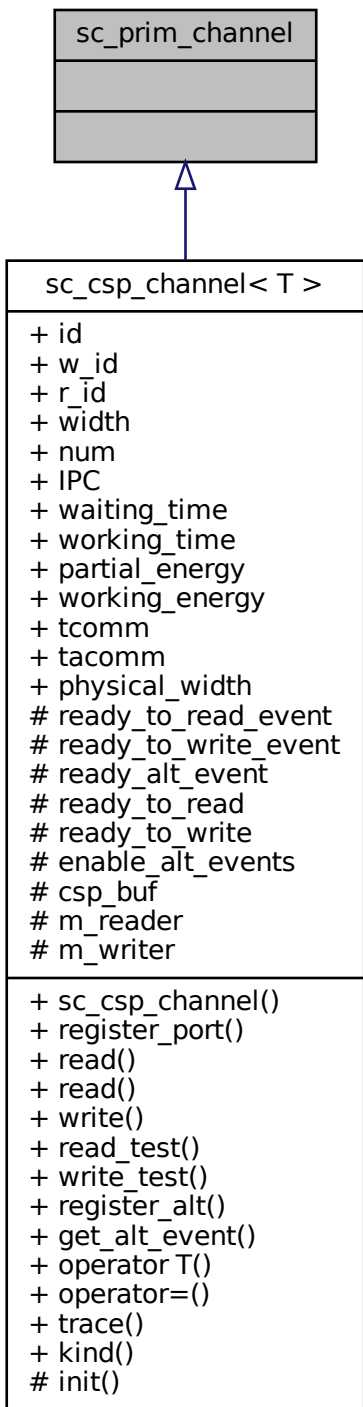 sc_prim_channel
sc_csp_channel< T >
+ id
+ w_id
+ r_id
+ width
+ num
+ IPC
+ waiting_time
+ working_time
+ partial_energy
+ working_energy
+ tcomm
+ tacomm
+ physical_width
# ready_to_read_event
# ready_to_write_event
# ready_alt_event
# ready_to_read
# ready_to_write
# enable_alt_events
# csp_buf
# m_reader
# m_writer
+ sc_csp_channel()
+ register_port()
+ read()
+ read()
+ write()
+ read_test()
+ write_test()
+ register_alt()
+ get_alt_event()
+ operator T()
+ operator=()
+ trace()
+ kind()
# init()